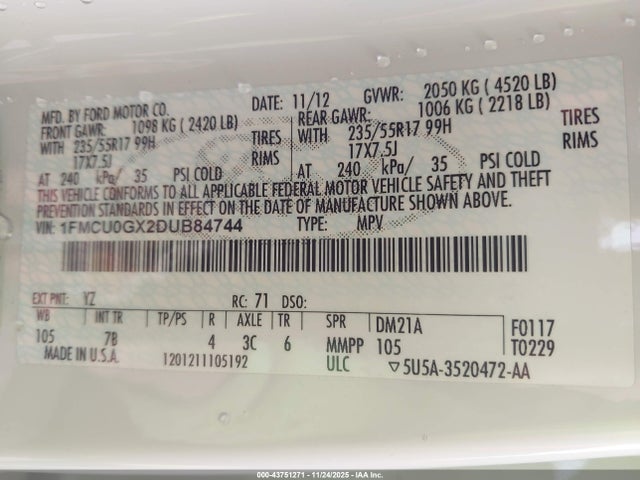 MFD. BY FORD MOTOR CO. DATE: 11/12 GVWR: 2050 KG ( 4520 LB)
FRONT GAWR: 1098 KG ( 2420 LB) REAR GAWR: 1006 KG ( 2218 LB)
WITH 235/55R17 99H TIRES WITH 235/55R17 99H TIRES
17X7.5J RIMS 17X7.5J RIMS
AT 240 kPa/ 35 PSI COLD AT 240 kPa/ 35 PSI COLD
THIS VEHICLE CONFORMS TO ALL APPLICABLE FEDERAL MOTOR VEHICLE SAFETY AND THEFT
PREVENTION STANDARDS IN EFFECT ON THE DATE OF MANUFACTURE SHOWN ABOVE.
VIN: 1FMCU0GX2DUB84744 TYPE: MPV
EXT PNT: YZ RC: 71 DSO:
WB INT TR TP/PS R AXLE TR SPR DM21A F0117
105 7B 4 3C 6 MMPP 105 T0229
MADE IN U.S.A. 1201211105192 ULC ▽5U5A-3520472-AA
000-43751271 - 11/24/2025 - IAA Inc.